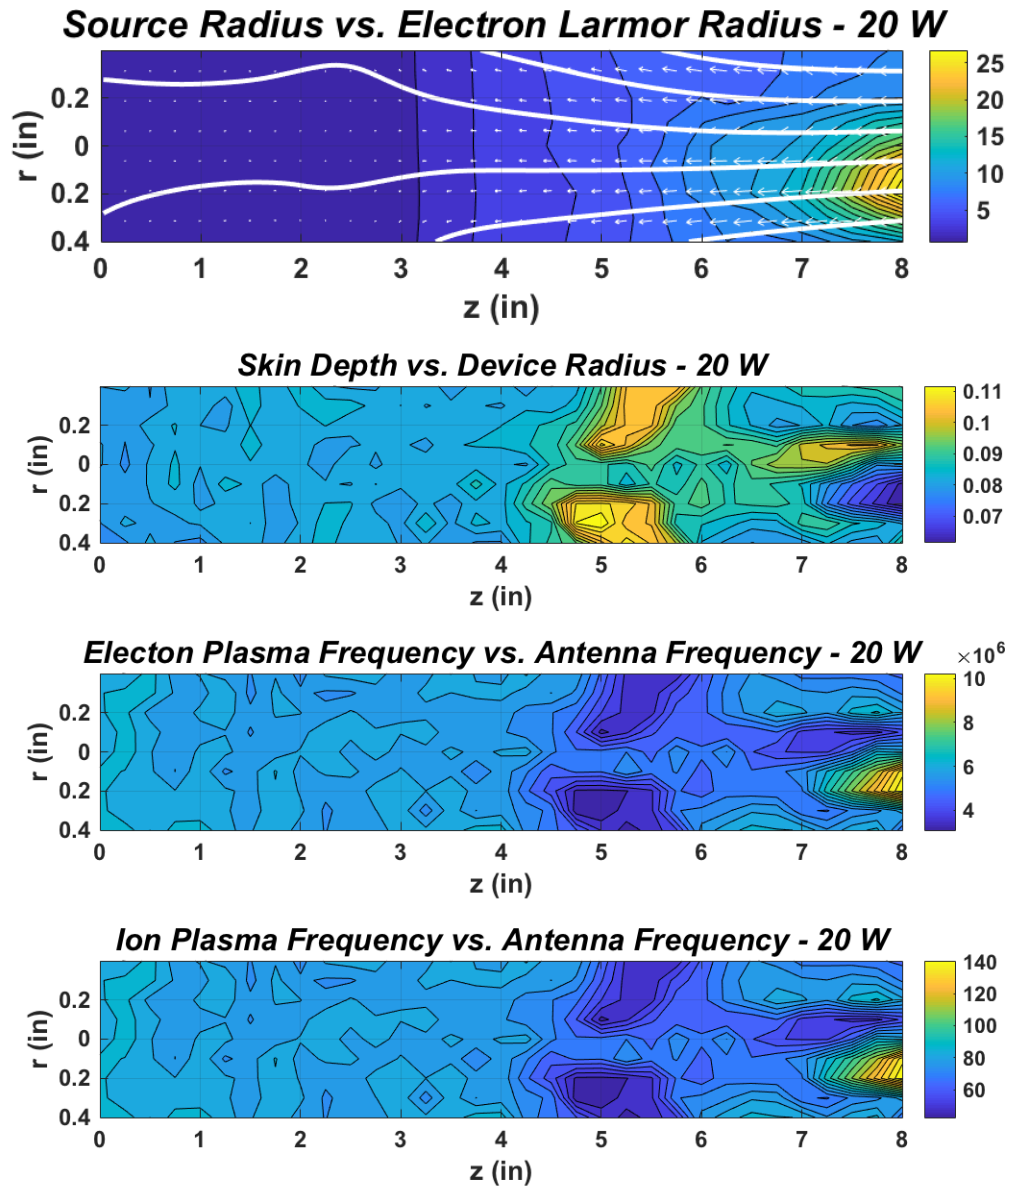 Source Radius vs. Electron Larmor Radius - 20 W
r (in)
0.2
0
0.2
0.4
0 1 2 3 4 5 6 7 8
z (in)
25
20
15
10
5
Skin Depth vs. Device Radius - 20 W
r (in)
0.2
0
0.2
0.4
0 1 2 3 4 5 6 7 8
z (in)
0.11
0.1
0.09
0.08
0.07
Electon Plasma Frequency vs. Antenna Frequency - 20 W
×10⁶
r (in)
0.2
0
0.2
0.4
0 1 2 3 4 5 6 7 8
z (in)
10
8
6
4
Ion Plasma Frequency vs. Antenna Frequency - 20 W
r (in)
0.2
0
0.2
0.4
0 1 2 3 4 5 6 7 8
z (in)
140
120
100
80
60